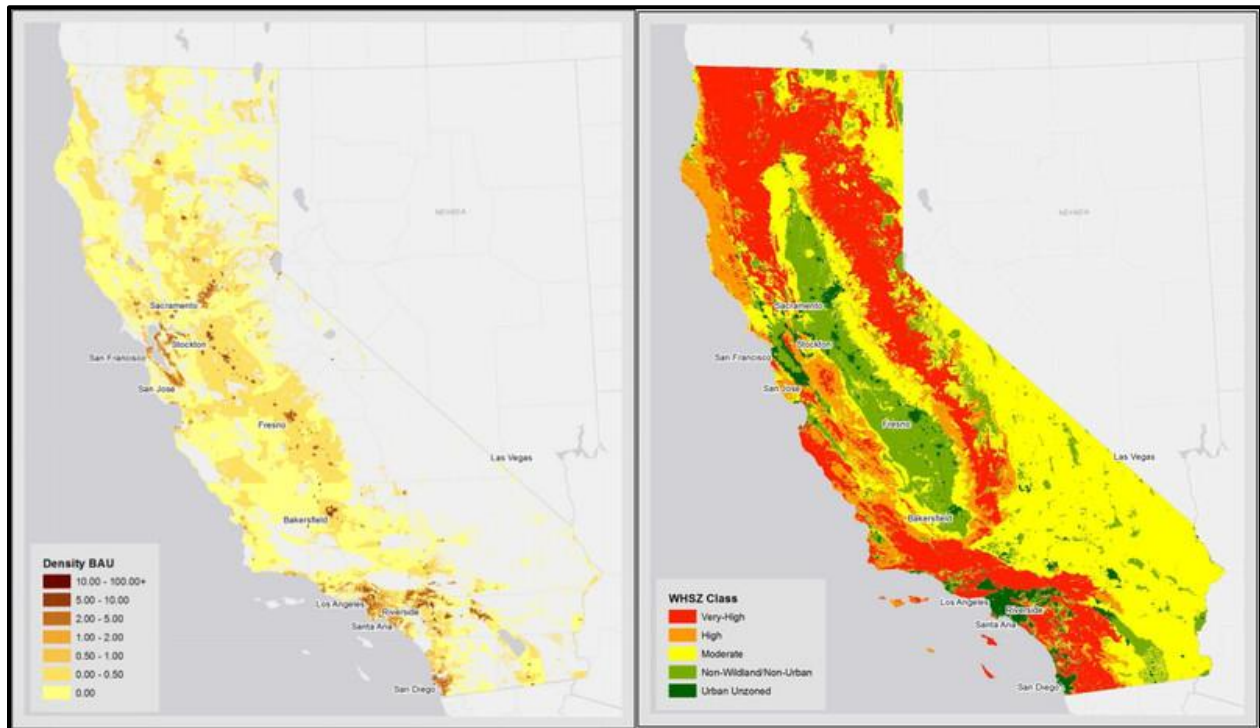 NEVADA
Sacramento
Stockton
San Francisco
San Jose
Fresno
Las Vegas
Bakersfield
Los Angeles
Riverside
Santa Ana
San Diego
Density BAU
10.00 - 100.00+
5.00 - 10.00
2.00 - 5.00
1.00 - 2.00
0.50 - 1.00
0.00 - 0.50
0.00
NEVADA
Sacramento
Stockton
San Francisco
San Jose
Fresno
Las Vegas
Bakersfield
Los Angeles
Riverside
Santa Ana
San Diego
WHSZ Class
Very-High
High
Moderate
Non-Wildland/Non-Urban
Urban Unzoned